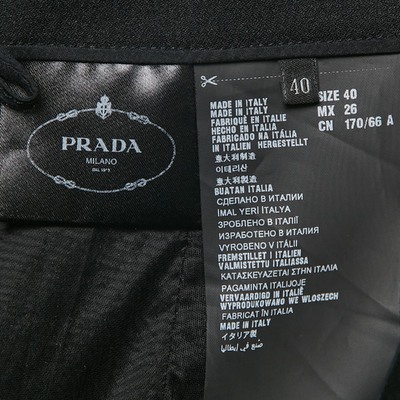 PRADA
MILANO
DAL 1913
40
SIZE 40
MX 26
CN 170/66 A
MADE IN ITALY
MADE IN ITALY
FABRIQUÉ EN ITALIE
HECHO EN ITALIA
FABRICADO NA ITÁLIA
IN ITALIEN HERGESTELLT
意大利製造
이태리산
意大利制造
BUATAN ITALIA
СДЕЛАНО В ИТАЛИИ
IMAL YERİ İTALYA
ЗРОБЛЕНО В ІТАЛІЇ
ИЗРАБОТЕНО В ИТАЛИЯ
VYROBENO V ITÁLII
FREMSTILLET I ITALIEN
VALMISTETTU ITALIASSA
ΚΑΤΑΣΚΕΥΑΖΕΤΑΙ ΣΤΗΝ ΙΤΑΛΙΑ
PAGAMINTA ITALIJOJE
VERVAARDIGD IN ITALIË
WYPRODUKOWANO WE WLOSZECH
FABRICAT ÎN ITALIA
MADE IN ITALY
イタリア製
صُنع في إيطاليا